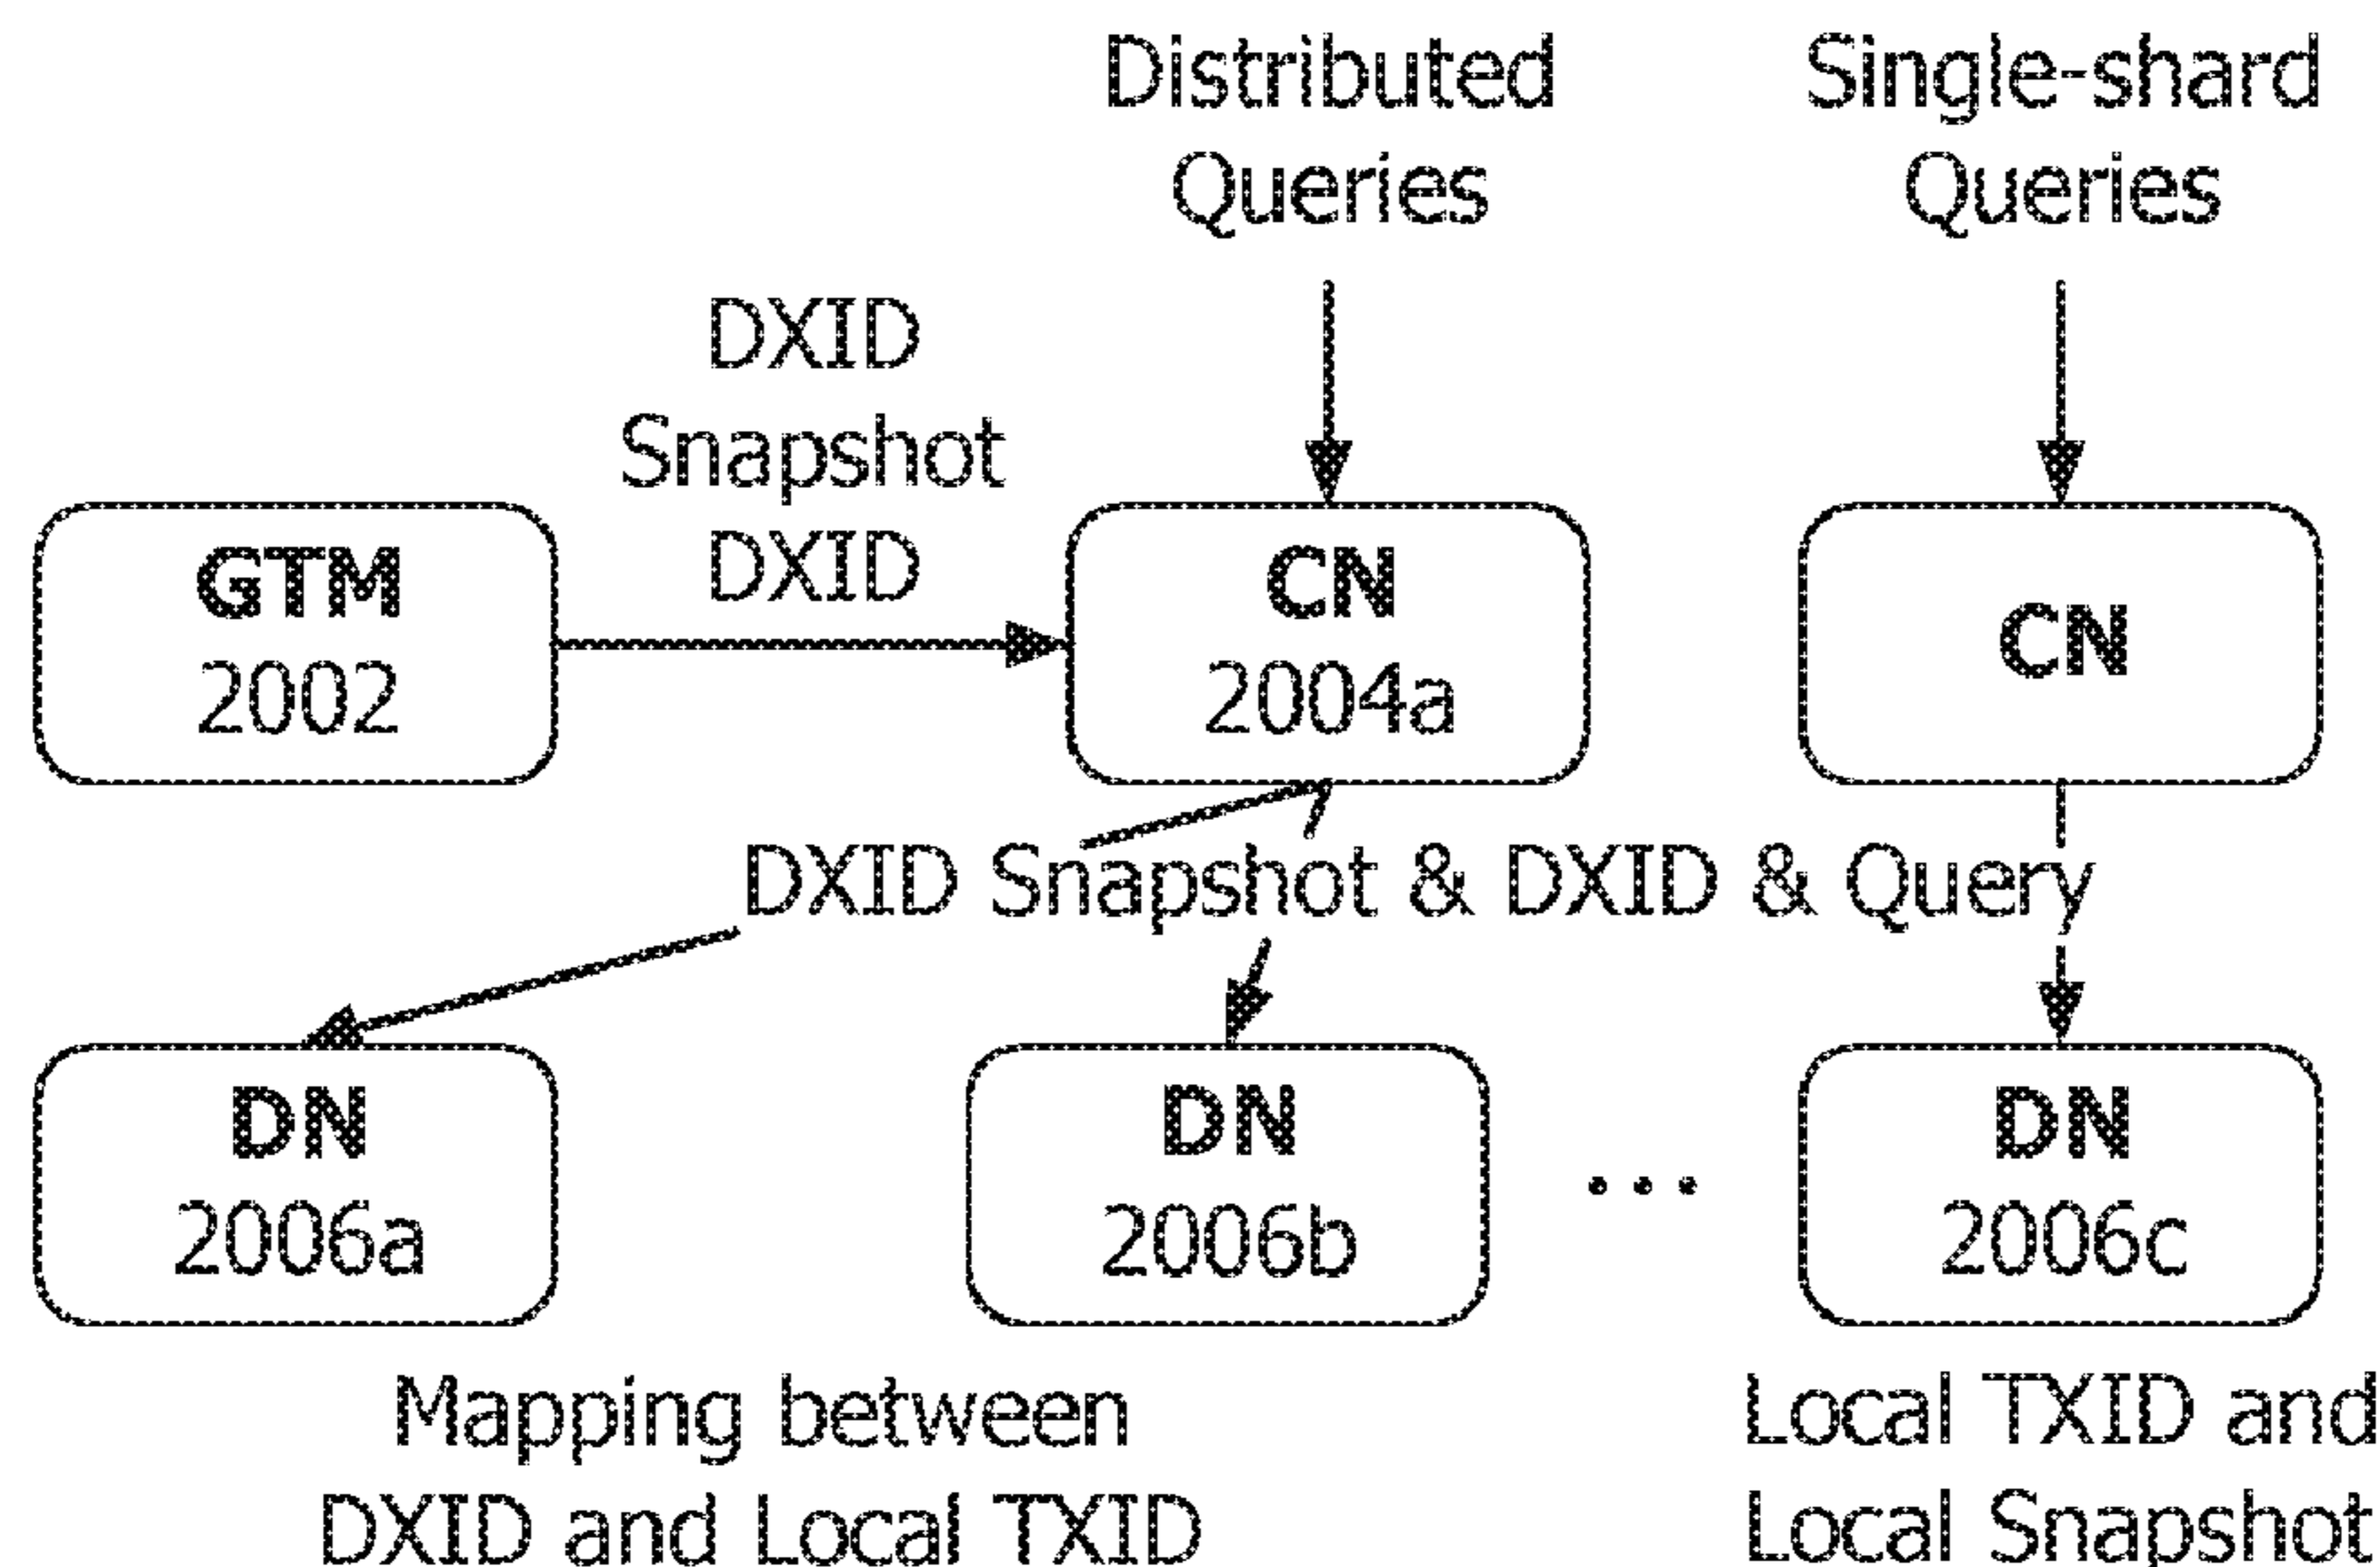 Distributed
Queries
Single-shard
Queries
DXID
Snapshot
DXID
GTM
2002
CN
2004a
CN
DXID Snapshot & DXID & Query
DN
2006a
DN
2006b
...
DN
2006c
Mapping between
DXID and Local TXID
Local TXID and
Local Snapshot